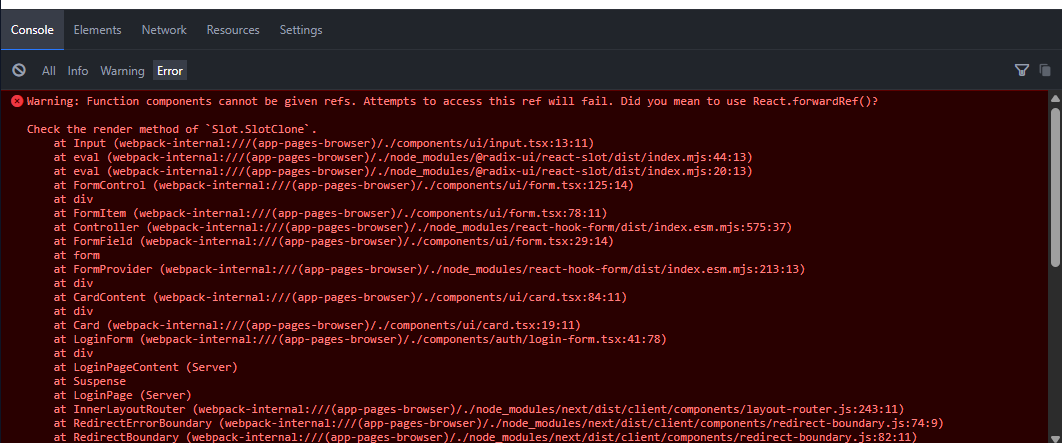 Console Elements Network Resources Settings
All Info Warning Error
Warning: Function components cannot be given refs. Attempts to access this ref will fail. Did you mean to use React.forwardRef()?
Check the render method of `Slot.SlotClone`.
at Input (webpack-internal:///(app-pages-browser)/./components/ui/input.tsx:13:11)
at eval (webpack-internal:///(app-pages-browser)/./node_modules/@radix-ui/react-slot/dist/index.mjs:44:13)
at eval (webpack-internal:///(app-pages-browser)/./node_modules/@radix-ui/react-slot/dist/index.mjs:20:13)
at FormControl (webpack-internal:///(app-pages-browser)/./components/ui/form.tsx:125:14)
at div
at FormItem (webpack-internal:///(app-pages-browser)/./components/ui/form.tsx:78:11)
at Controller (webpack-internal:///(app-pages-browser)/./node_modules/react-hook-form/dist/index.esm.mjs:575:37)
at FormField (webpack-internal:///(app-pages-browser)/./components/ui/form.tsx:29:14)
at form
at FormProvider (webpack-internal:///(app-pages-browser)/./node_modules/react-hook-form/dist/index.esm.mjs:213:13)
at div
at CardContent (webpack-internal:///(app-pages-browser)/./components/ui/card.tsx:84:11)
at div
at Card (webpack-internal:///(app-pages-browser)/./components/ui/card.tsx:19:11)
at LoginForm (webpack-internal:///(app-pages-browser)/./components/auth/login-form.tsx:41:78)
at div
at LoginPageContent (Server)
at Suspense
at LoginPage (Server)
at InnerLayoutRouter (webpack-internal:///(app-pages-browser)/./node_modules/next/dist/client/components/layout-router.js:243:11)
at RedirectErrorBoundary (webpack-internal:///(app-pages-browser)/./node_modules/next/dist/client/components/redirect-boundary.js:74:9)
at RedirectBoundary (webpack-internal:///(app-pages-browser)/./node_modules/next/dist/client/components/redirect-boundary.js:82:11)